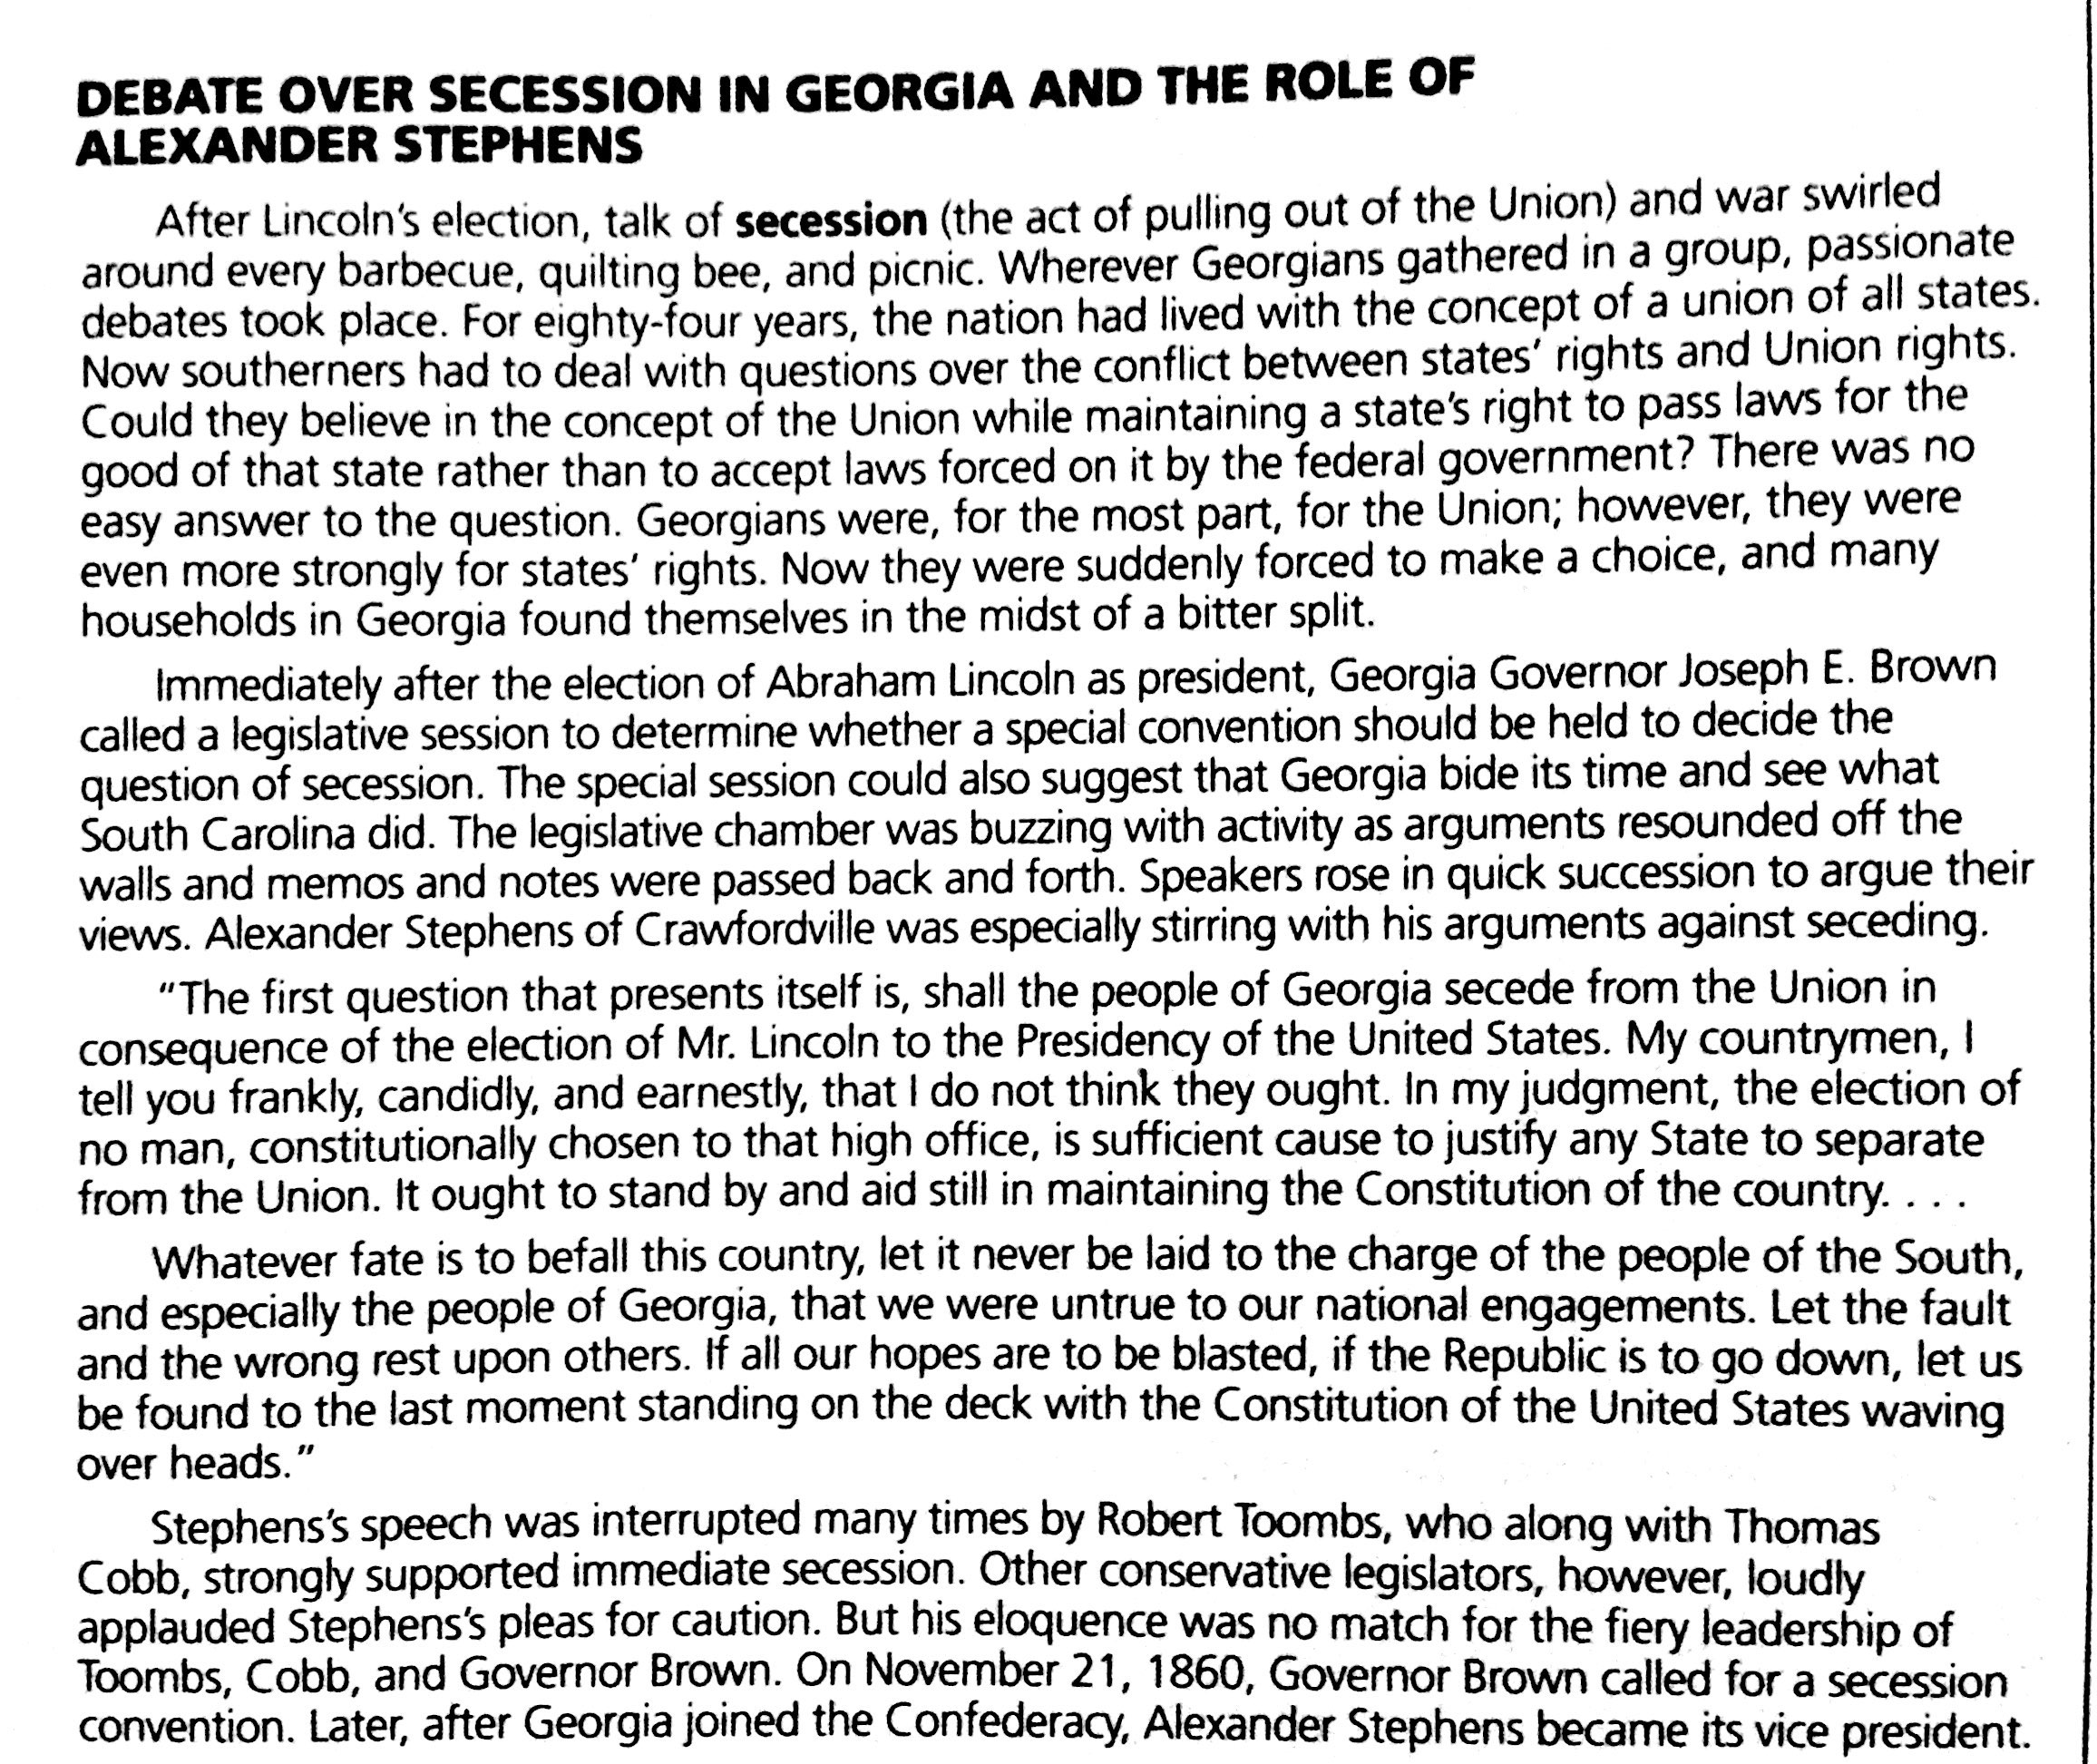 DEBATE OVER SECESSION IN GEORGIA AND THE ROLE OF
ALEXANDER STEPHENS
After Lincoln's election, talk of secession (the act of pulling out of the Union) and war swirled
around every barbecue, quilting bee, and picnic. Wherever Georgians gathered in a group, passionate
debates took place. For eighty-four years, the nation had lived with the concept of a union of all states.
Now southerners had to deal with questions over the conflict between states' rights and Union rights.
Could they believe in the concept of the Union while maintaining a state's right to pass laws for the
good of that state rather than to accept laws forced on it by the federal government? There was no
easy answer to the question. Georgians were, for the most part, for the Union; however, they were
even more strongly for states' rights. Now they were suddenly forced to make a choice, and many
households in Georgia found themselves in the midst of a bitter split.
Immediately after the election of Abraham Lincoln as president, Georgia Governor Joseph E. Brown
called a legislative session to determine whether a special convention should be held to decide the
question of secession. The special session could also suggest that Georgia bide its time and see what
South Carolina did. The legislative chamber was buzzing with activity as arguments resounded off the
walls and memos and notes were passed back and forth. Speakers rose in quick succession to argue their
views. Alexander Stephens of Crawfordville was especially stirring with his arguments against seceding.
"The first question that presents itself is, shall the people of Georgia secede from the Union in
consequence of the election of Mr. Lincoln to the Presidency of the United States. My countrymen, I
tell you frankly, candidly, and earnestly, that I do not think they ought. In my judgment, the election of
no man, constitutionally chosen to that high office, is sufficient cause to justify any State to separate
from the Union. It ought to stand by and aid still in maintaining the Constitution of the country. . . .
Whatever fate is to befall this country, let it never be laid to the charge of the people of the South,
and especially the people of Georgia, that we were untrue to our national engagements. Let the fault
and the wrong rest upon others. If all our hopes are to be blasted, if the Republic is to go down, let us
be found to the last moment standing on the deck with the Constitution of the United States waving
over heads."
Stephens's speech was interrupted many times by Robert Toombs, who along with Thomas
Cobb, strongly supported immediate secession. Other conservative legislators, however, loudly
applauded Stephens's pleas for caution. But his eloquence was no match for the fiery leadership of
Toombs, Cobb, and Governor Brown. On November 21, 1860, Governor Brown called for a secession
convention. Later, after Georgia joined the Confederacy, Alexander Stephens became its vice president.